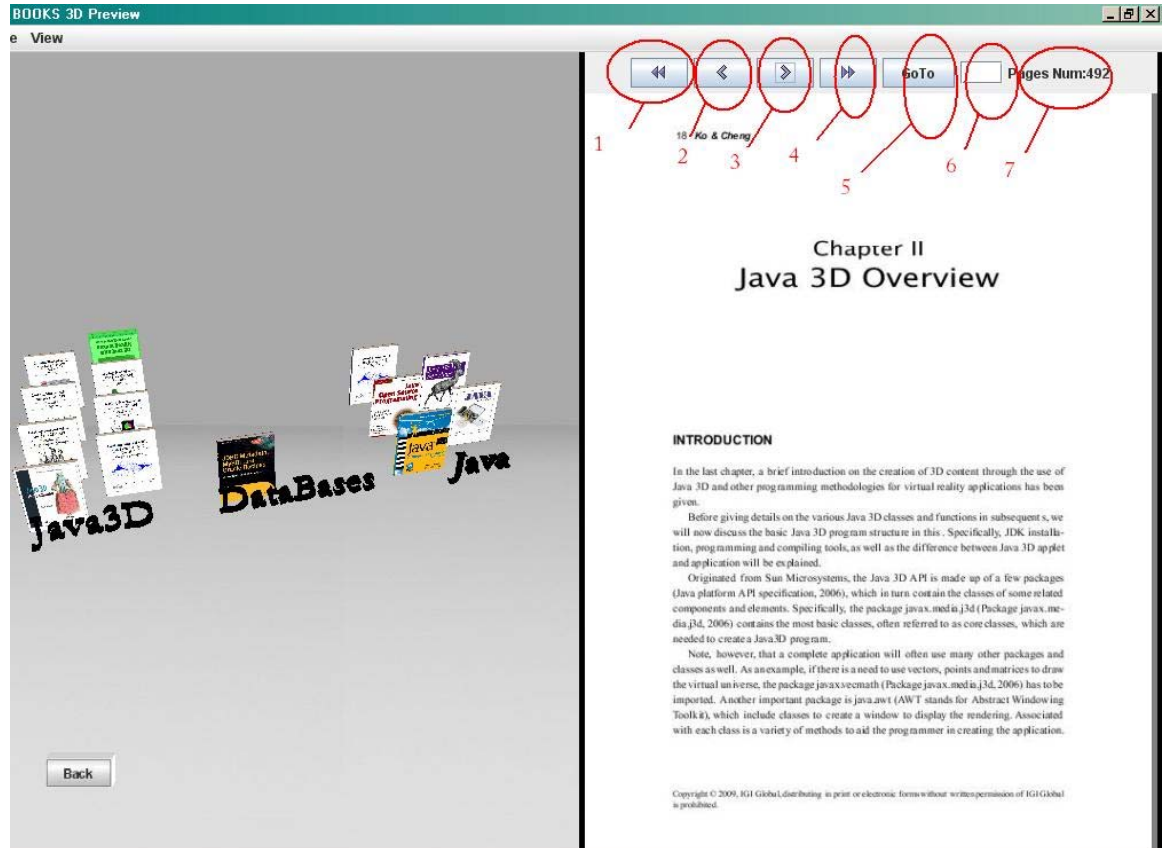 BOOKS 3D Preview
e View
GoTo
Pages Num:492
1
2
3
4
5
6
7
18 Ko & Cheng
Chapter II
Java 3D Overview
Java
Open Source
Programming
Java
Java3D
DataBases
Java
Back
INTRODUCTION
In the last chapter, a brief introduction on the creation of 3D content through the use of
Java 3D and other programming methodologies for virtual reality applications has been
given.
Before giving details on the various Java 3D classes and functions in subsequent s, we
will now discuss the basic Java 3D program structure in this . Specifically, JDK installa-
tion, programming and compiling tools, as well as the difference between Java 3D applet
and application will be explained.
Originated from Sun Microsystems, the Java 3D API is made up of a few packages
(Java platform API specification, 2006), which in turn contain the classes of some related
components and elements. Specifically, the package javax.media.j3d (Package javax.me-
dia.j3d, 2006) contains the most basic classes, often referred to as core classes, which are
needed to create a Java3D program.
Note, however, that a complete application will often use many other packages and
classes as well. As an example, if there is a need to use vectors, points and matrices to draw
the virtual universe, the package javax.vecmath (Package javax.media.j3d, 2006) has to be
imported. Another important package is java.awt (AWT stands for Abstract Windowing
Toolkit), which include classes to create a window to display the rendering. Associated
with each class is a variety of methods to aid the programmer in creating the application.
Copyright © 2009, IGI Global, distributing in print or electronic forms without written permission of IGI Global
is prohibited.